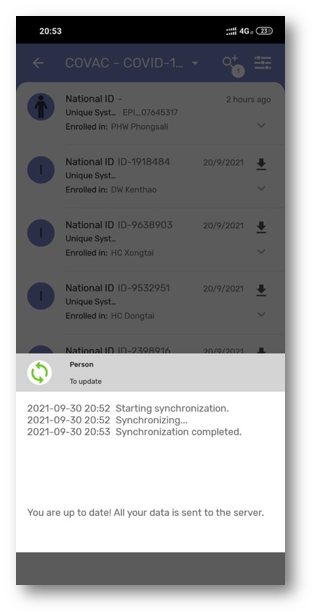 20:53
4G
23
COVAC - COVID-1...
1
National ID -
2 hours ago
Unique Syst... EPI_07645317
Enrolled in: PHW Phongsali
I
National ID ID-1918484
20/9/2021
Unique Syst...
Enrolled in: DW Kenthao
I
National ID ID-9638903
20/9/2021
Unique Syst...
Enrolled in: HC Xongtai
I
National ID ID-9532951
20/9/2021
Unique Syst...
Enrolled in: HC Dongtai
National ID ID-2398916
20/9/2021
Person
To update
2021-09-30 20:52 Starting synchronization.
2021-09-30 20:52 Synchronizing...
2021-09-30 20:53 Synchronization completed.
You are up to date! All your data is sent to the server.